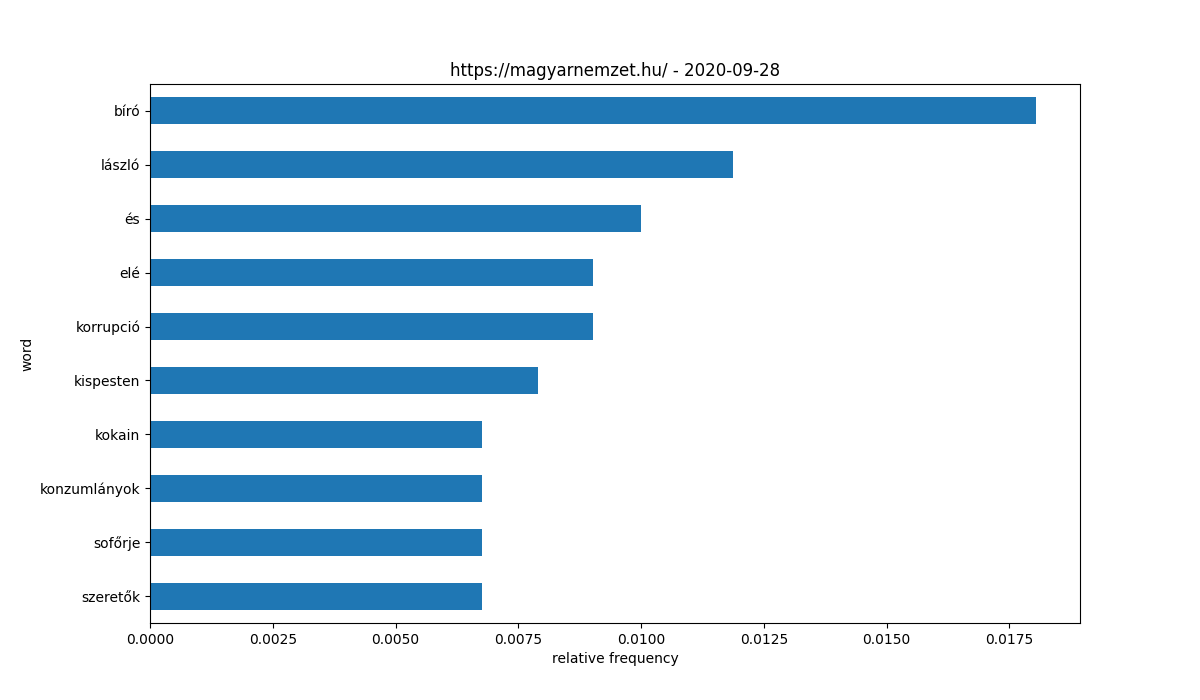 https://magyarnemzet.hu/ - 2020-09-28
word
bíró
lászló
és
elé
korrupció
kispesten
kokain
konzumlányok
sofőrje
szeretők
0.0000 0.0025 0.0050 0.0075 0.0100 0.0125 0.0150 0.0175
relative frequency